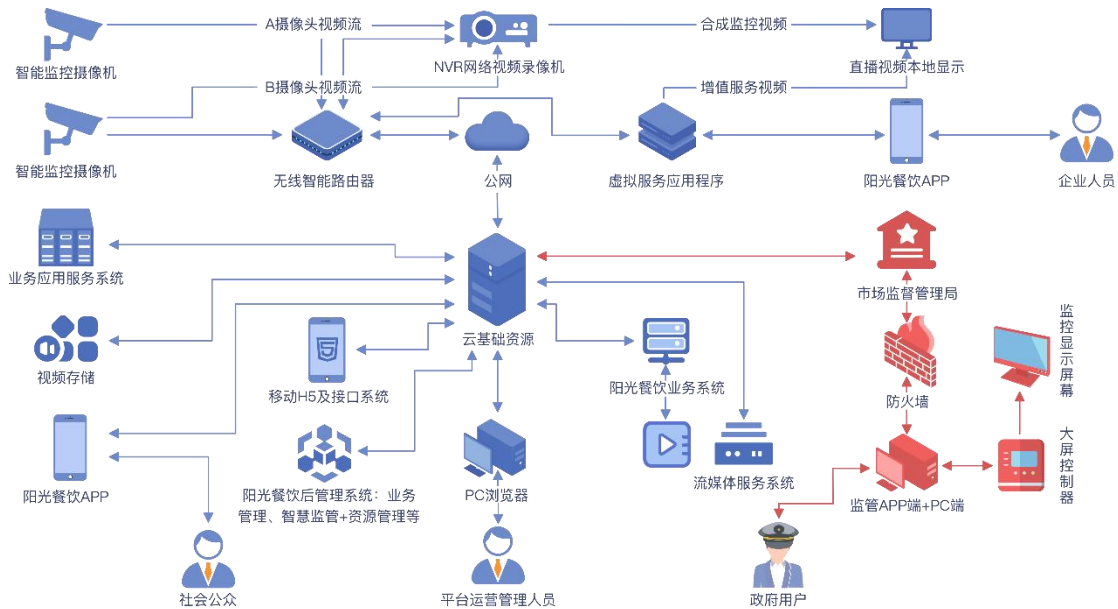 A摄像头视频流
合成监控视频
智能监控摄像机
NVR网络视频录像机
直播视频本地显示
B摄像头视频流
增值服务视频
智能监控摄像机
无线智能路由器
公网
虚拟服务应用程序
阳光餐饮APP
企业人员
业务应用服务系统
市场监督管理局
云基础资源
监控显示屏幕
视频存储
移动H5及接口系统
阳光餐饮业务系统
防火墙
大屏控制器
阳光餐饮APP
阳光餐饮后管理系统：业务
管理、智慧监管+资源管理等
PC浏览器
流媒体服务系统
监管APP端+PC端
社会公众
平台运营管理人员
政府用户